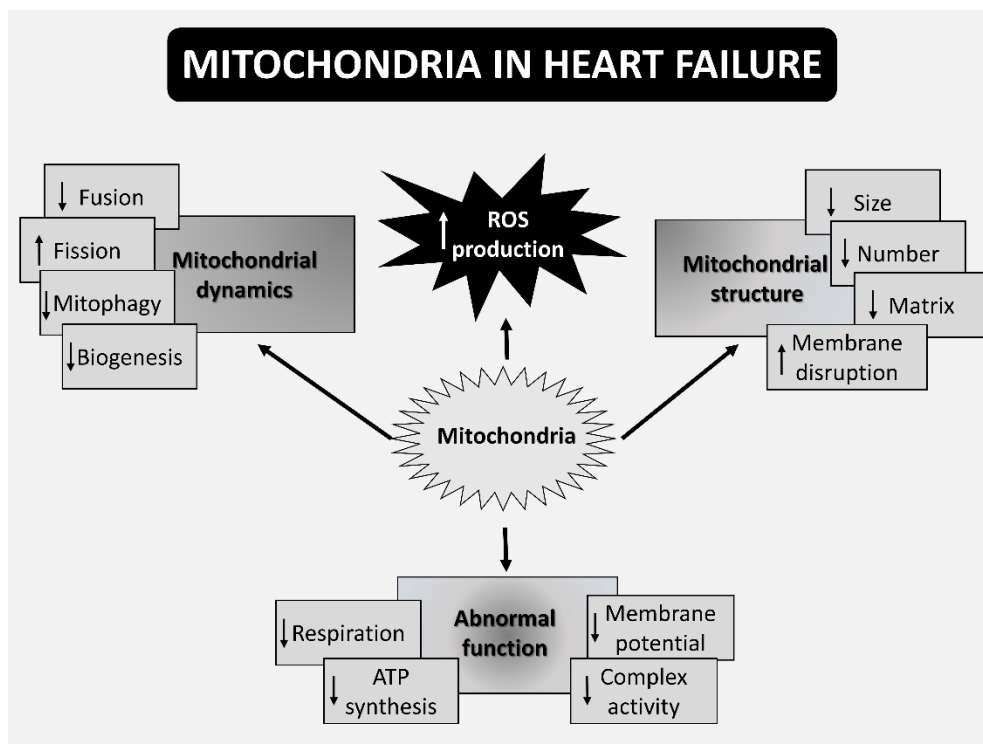 MITOCHONDRIA IN HEART FAILURE
↓ Fusion
↑ Fission
↓ Mitophagy
↓ Biogenesis
Mitochondrial
dynamics
↑ ROS
production
Mitochondrial
structure
↓ Size
↓ Number
↓ Matrix
↑ Membrane
disruption
Mitochondria
Abnormal
function
↓ Respiration
↓ ATP
synthesis
↓ Membrane
potential
↓ Complex
activity